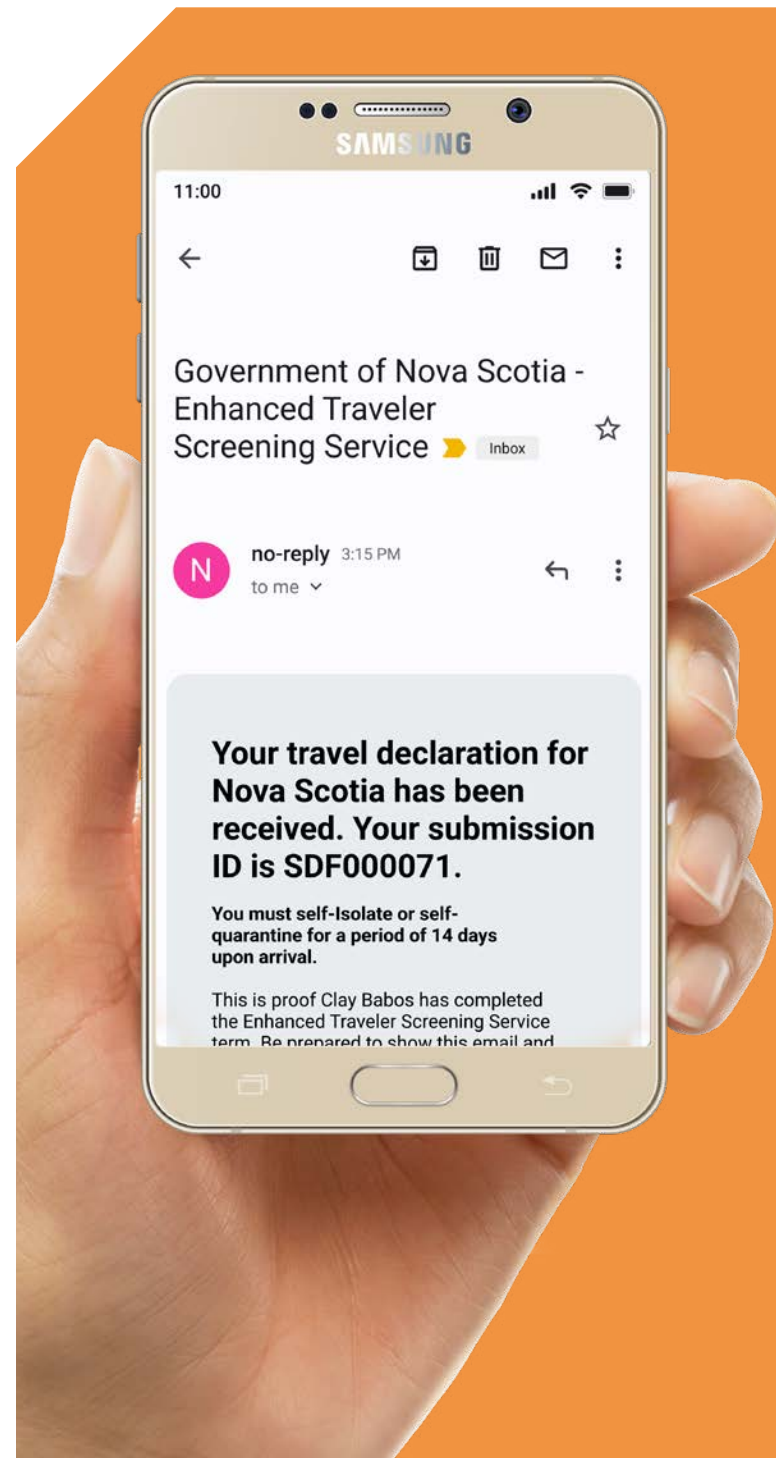 SAMSUNG
11:00
Government of Nova Scotia -
Enhanced Traveler
Screening Service Inbox
N no-reply 3:15 PM
to me
Your travel declaration for
Nova Scotia has been
received. Your submission
ID is SDF000071.
You must self-Isolate or self-
quarantine for a period of 14 days
upon arrival.
This is proof Clay Babos has completed
the Enhanced Traveler Screening Service
term. Be prepared to show this email and